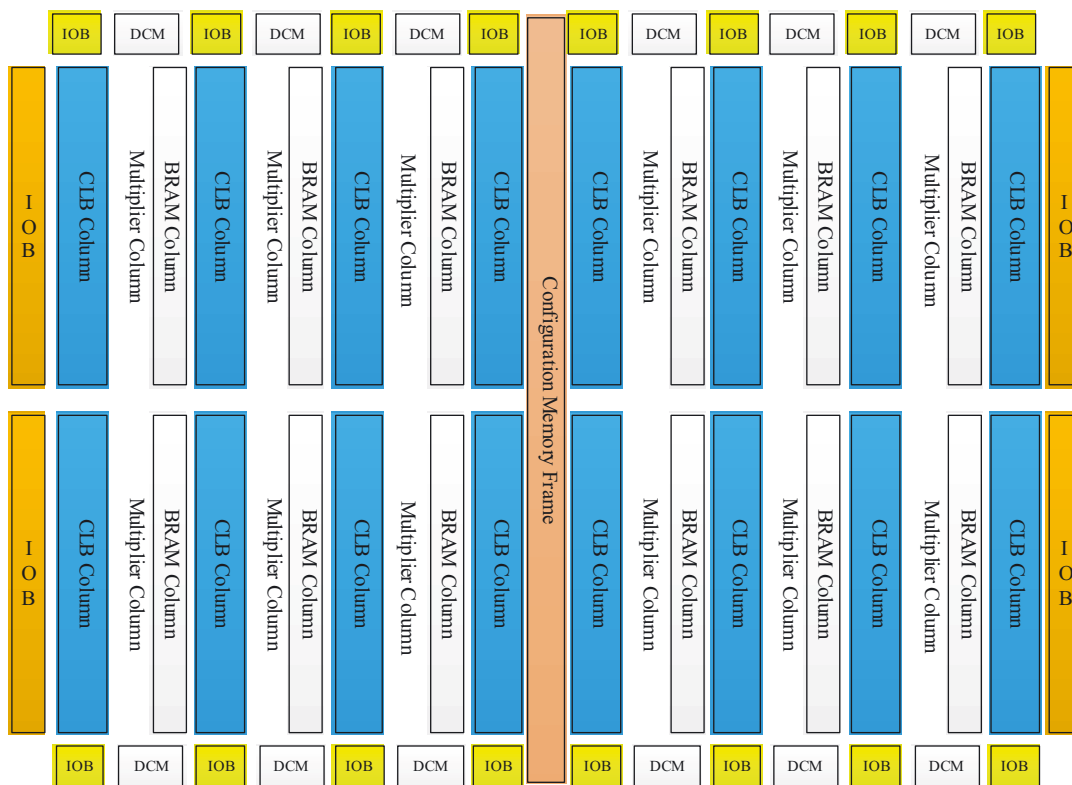 IOB DCM IOB DCM IOB DCM IOB IOB DCM IOB DCM IOB DCM IOB
I
O
B
CLB Column
Multiplier Column
BRAM Column
CLB Column
Multiplier Column
BRAM Column
CLB Column
Multiplier Column
BRAM Column
CLB Column
Configuration Memory Frame
CLB Column
Multiplier Column
BRAM Column
CLB Column
Multiplier Column
BRAM Column
CLB Column
Multiplier Column
BRAM Column
CLB Column
I
O
B
I
O
B
CLB Column
Multiplier Column
BRAM Column
CLB Column
Multiplier Column
BRAM Column
CLB Column
Multiplier Column
BRAM Column
CLB Column
CLB Column
Multiplier Column
BRAM Column
CLB Column
Multiplier Column
BRAM Column
CLB Column
Multiplier Column
BRAM Column
CLB Column
I
O
B
IOB DCM IOB DCM IOB DCM IOB IOB DCM IOB DCM IOB DCM IOB